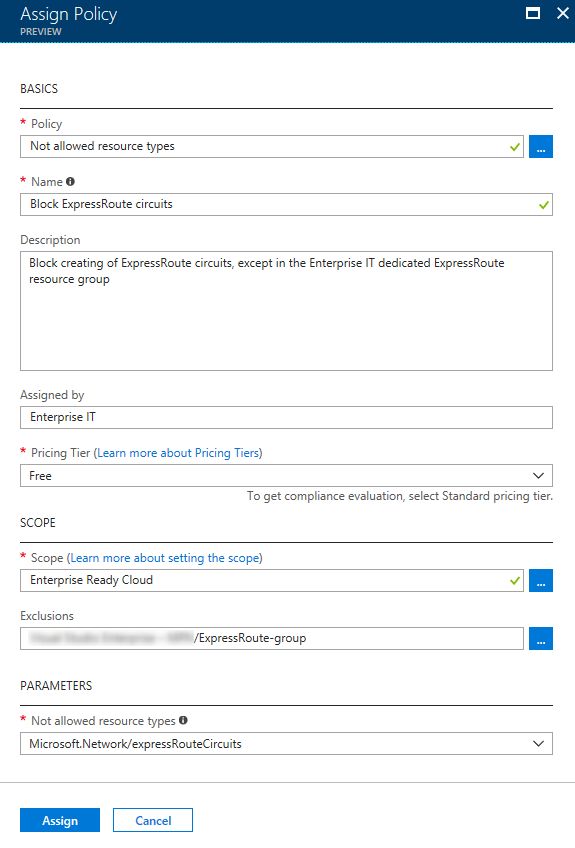 Assign Policy
PREVIEW
BASICS
* Policy
Not allowed resource types
...
* Name
Block ExpressRoute circuits
Description
Block creating of ExpressRoute circuits, except in the Enterprise IT dedicated ExpressRoute
resource group
Assigned by
Enterprise IT
* Pricing Tier (Learn more about Pricing Tiers)
Free
To get compliance evaluation, select Standard pricing tier.
SCOPE
* Scope (Learn more about setting the scope)
Enterprise Ready Cloud
...
Exclusions
/ExpressRoute-group
...
PARAMETERS
* Not allowed resource types
Microsoft.Network/expressRouteCircuits
Assign Cancel